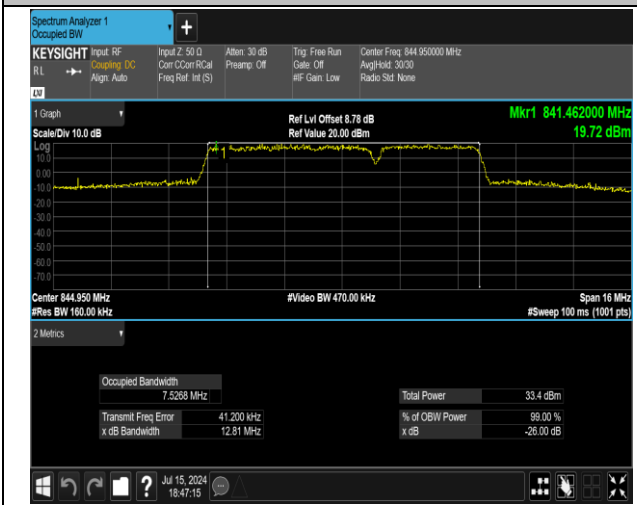 Spectrum Analyzer 1
Occupied BW
+
KEYSIGHT Input: RF Input Z: 50 Ω Atten: 30 dB Trig: Free Run Center Freq: 844.950000 MHz
RL Coupling: DC Corr CCorr RCal Preamp: Off Gate: Off Avg|Hold: 30/30
Align: Auto Freq Ref: Int (S) #IF Gain: Low Radio Std: None
LXI
1 Graph Ref Lvl Offset 8.78 dB Mkr1 841.462000 MHz
Scale/Div 10.0 dB Ref Value 20.00 dBm 19.72 dBm
Log
10.0
0.00
-10.0
-20.0
-30.0
-40.0
-50.0
-60.0
-70.0
Center 844.950 MHz #Video BW 470.00 kHz Span 16 MHz
#Res BW 160.00 kHz #Sweep 100 ms (1001 pts)
2 Metrics
Occupied Bandwidth
7.5268 MHz Total Power 33.4 dBm
Transmit Freq Error 41.200 kHz % of OBW Power 99.00 %
x dB Bandwidth 12.81 MHz x dB -26.00 dB
? Jul 15, 2024
18:47:15